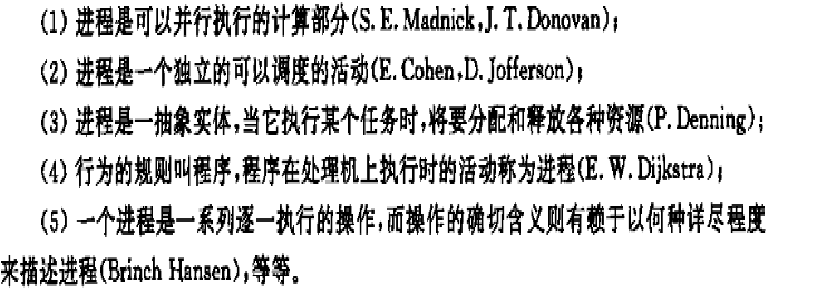 (1) 进程是可以并行执行的计算部分(S. E. Madnick,J. T. Donovan);
(2) 进程是一个独立的可以调度的活动(E. Cohen,D. Jofferson);
(3) 进程是一抽象实体,当它执行某个任务时,将要分配和释放各种资源(P. Denning);
(4) 行为的规则叫程序,程序在处理机上执行时的活动称为进程(E. W. Dijkstra);
(5) 一个进程是一系列逐一执行的操作,而操作的确切含义则有赖于以何种详尽程度
来描述进程(Brinch Hansen),等等。